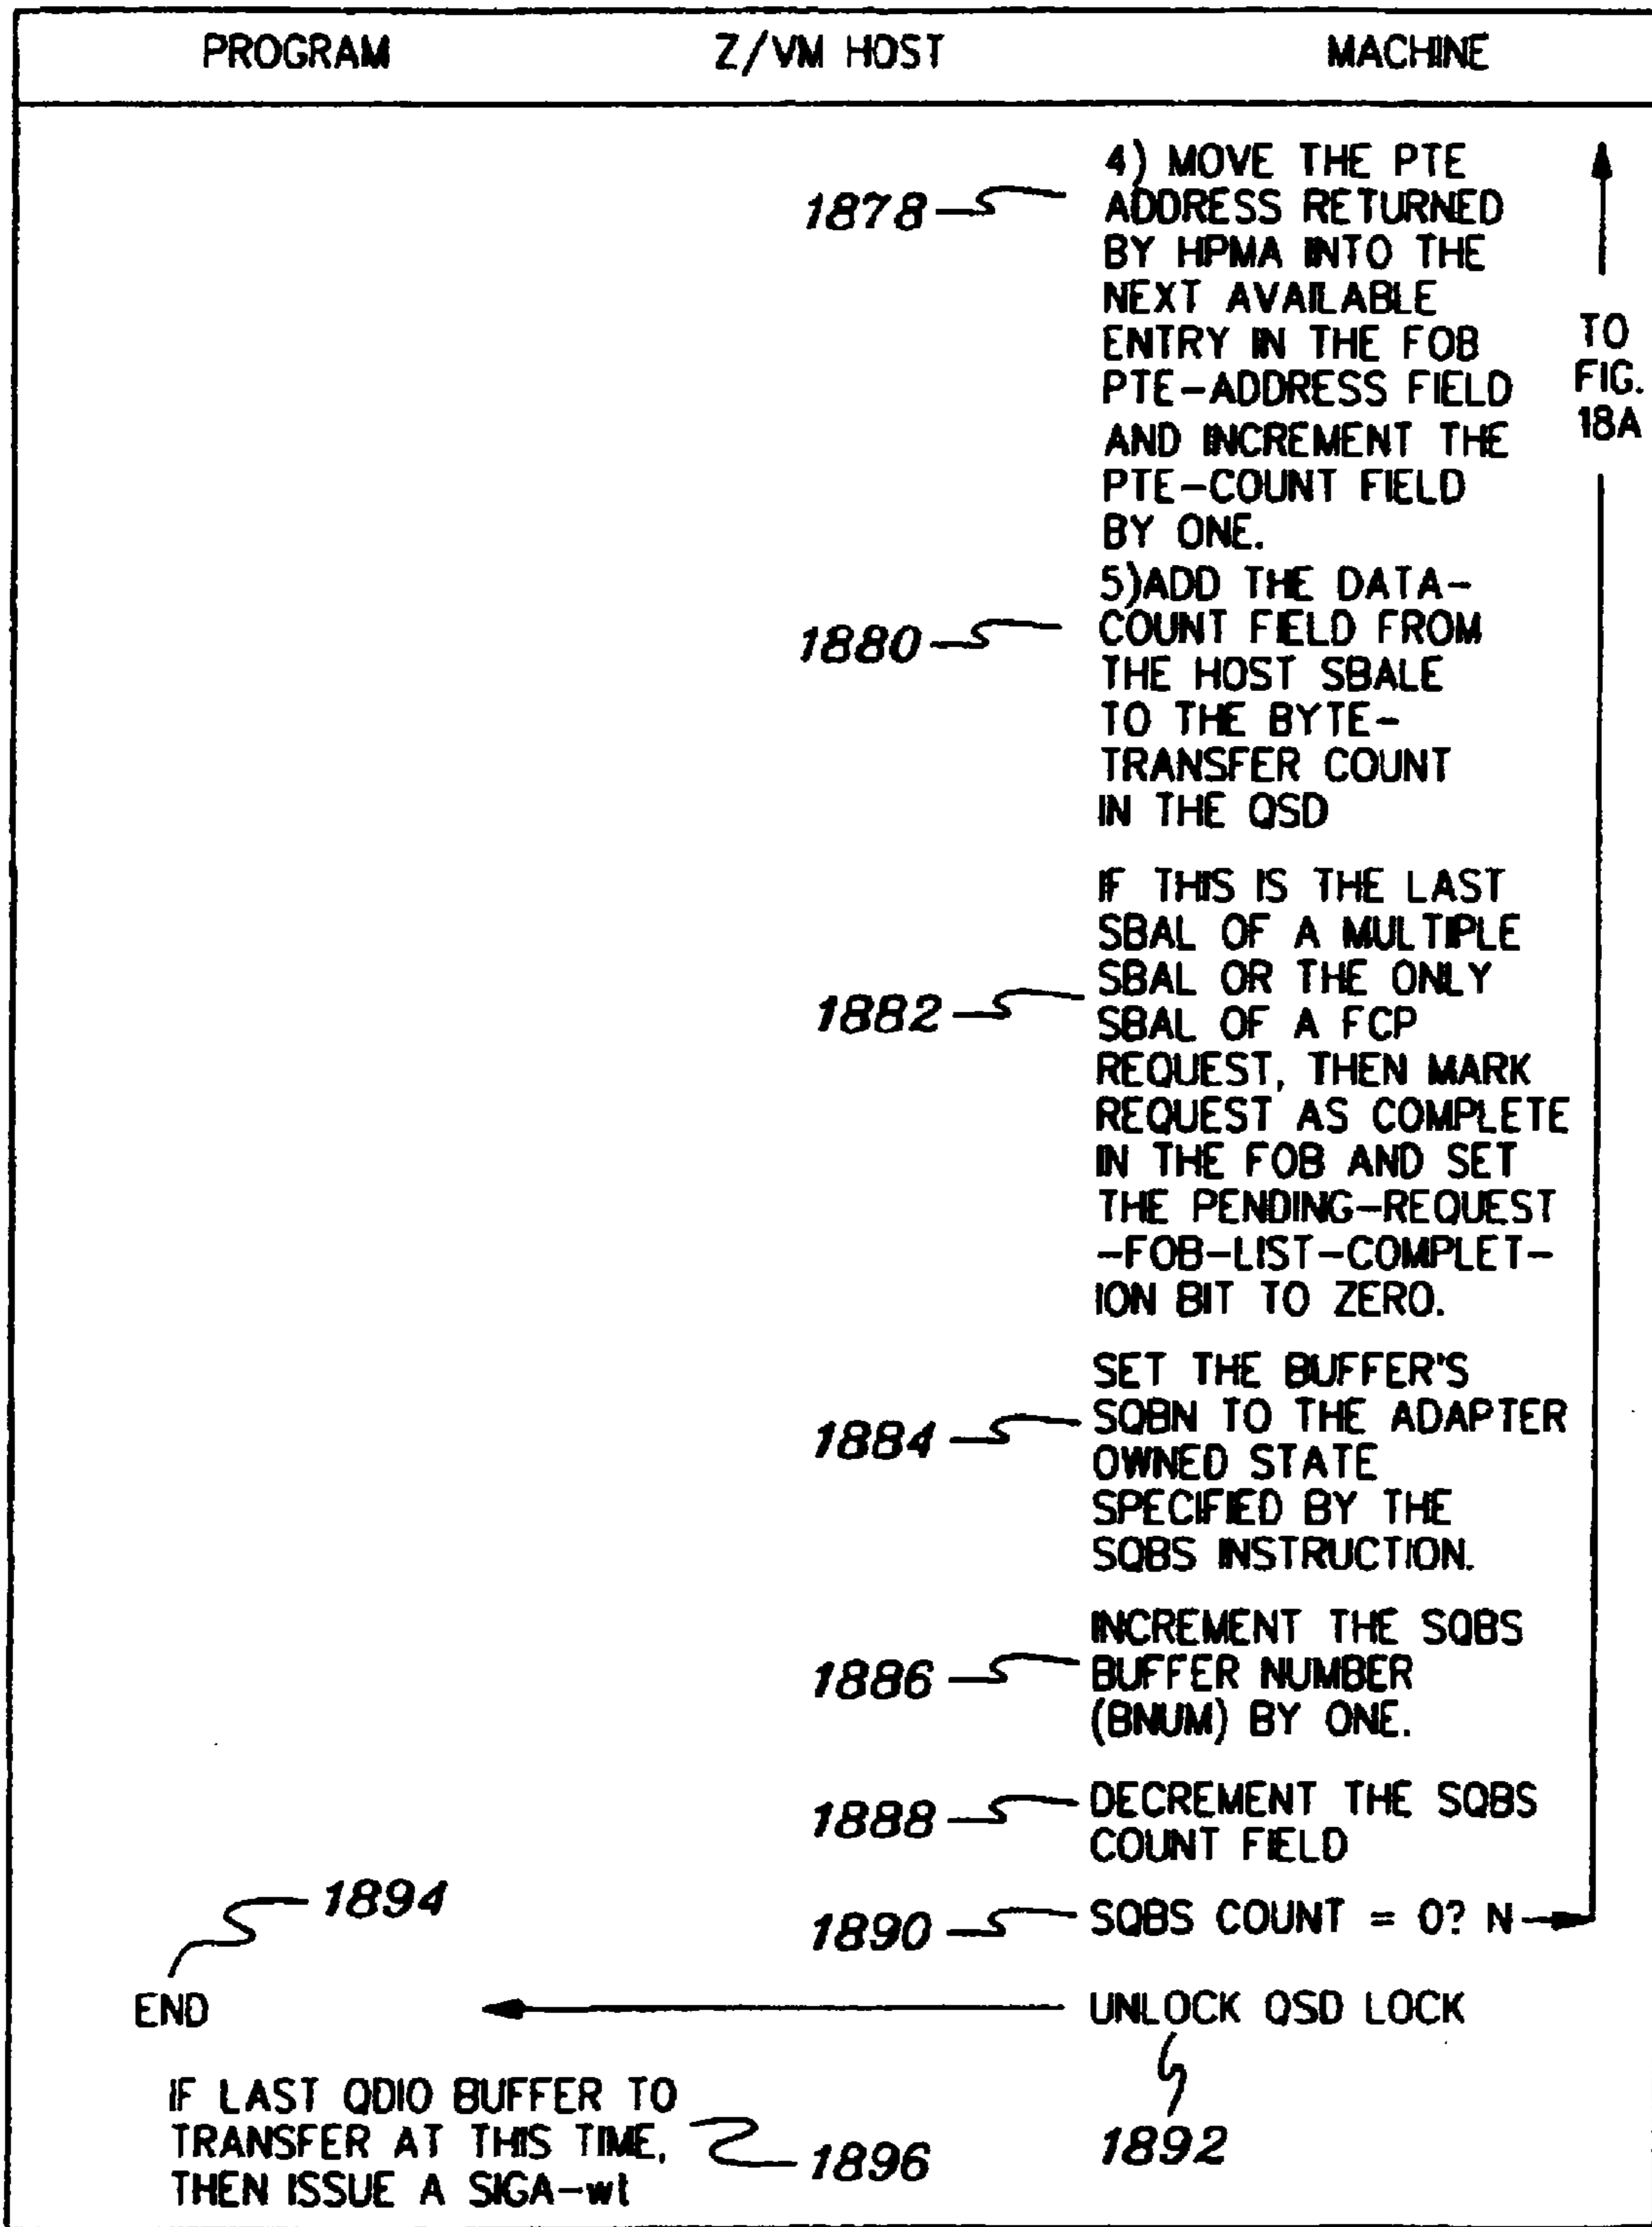 PROGRAM Z/VM HOST MACHINE
1878
4) MOVE THE PTE
ADDRESS RETURNED
BY HPMA INTO THE
NEXT AVAILABLE
ENTRY IN THE FOB
PTE-ADDRESS FIELD
AND INCREMENT THE
PTE-COUNT FIELD
BY ONE.
TO
FIG.
18A
1880
5)ADD THE DATA-
COUNT FIELD FROM
THE HOST SBALE
TO THE BYTE-
TRANSFER COUNT
IN THE QSD
1882
IF THIS IS THE LAST
SBAL OF A MULTIPLE
SBAL OR THE ONLY
SBAL OF A FCP
REQUEST, THEN MARK
REQUEST AS COMPLETE
IN THE FOB AND SET
THE PENDING-REQUEST
-FOB-LIST-COMPLET-
ION BIT TO ZERO.
1884
SET THE BUFFER'S
SQBN TO THE ADAPTER
OWNED STATE
SPECIFIED BY THE
SQBS INSTRUCTION.
1886
INCREMENT THE SQBS
BUFFER NUMBER
(BNUM) BY ONE.
1888
DECREMENT THE SQBS
COUNT FIELD
1894
1890
SQBS COUNT = 0? N
END
UNLOCK QSD LOCK
1892
IF LAST QDIO BUFFER TO
TRANSFER AT THIS TIME,
THEN ISSUE A SIGA-wt
1896